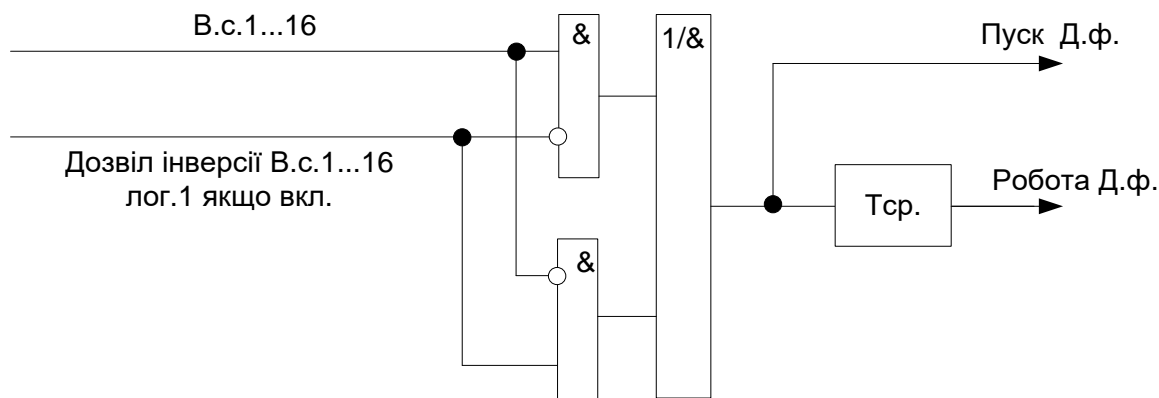 В.с.1...16
&
1/&
Пуск Д.ф.
Дозвіл інверсії В.с.1...16
лог.1 якщо вкл.
Тср.
Робота Д.ф.
&